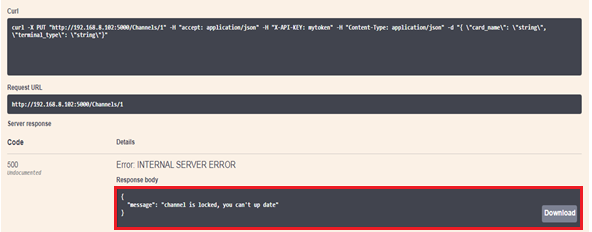 Curl
curl -X PUT "http://192.168.8.102:5000/Channels/1" -H "accept: application/json" -H "X-API-KEY: mytoken" -H "Content-Type: application/json" -d "{ \"card_name\": \"string\",
\"terminal_type\": \"string\"}"
Request URL
http://192.168.8.102:5000/Channels/1
Server response
Code Details
500 Error: INTERNAL SERVER ERROR
Undocumented
Response body
{
"message": "channel is locked, you can't up date"
}
Download